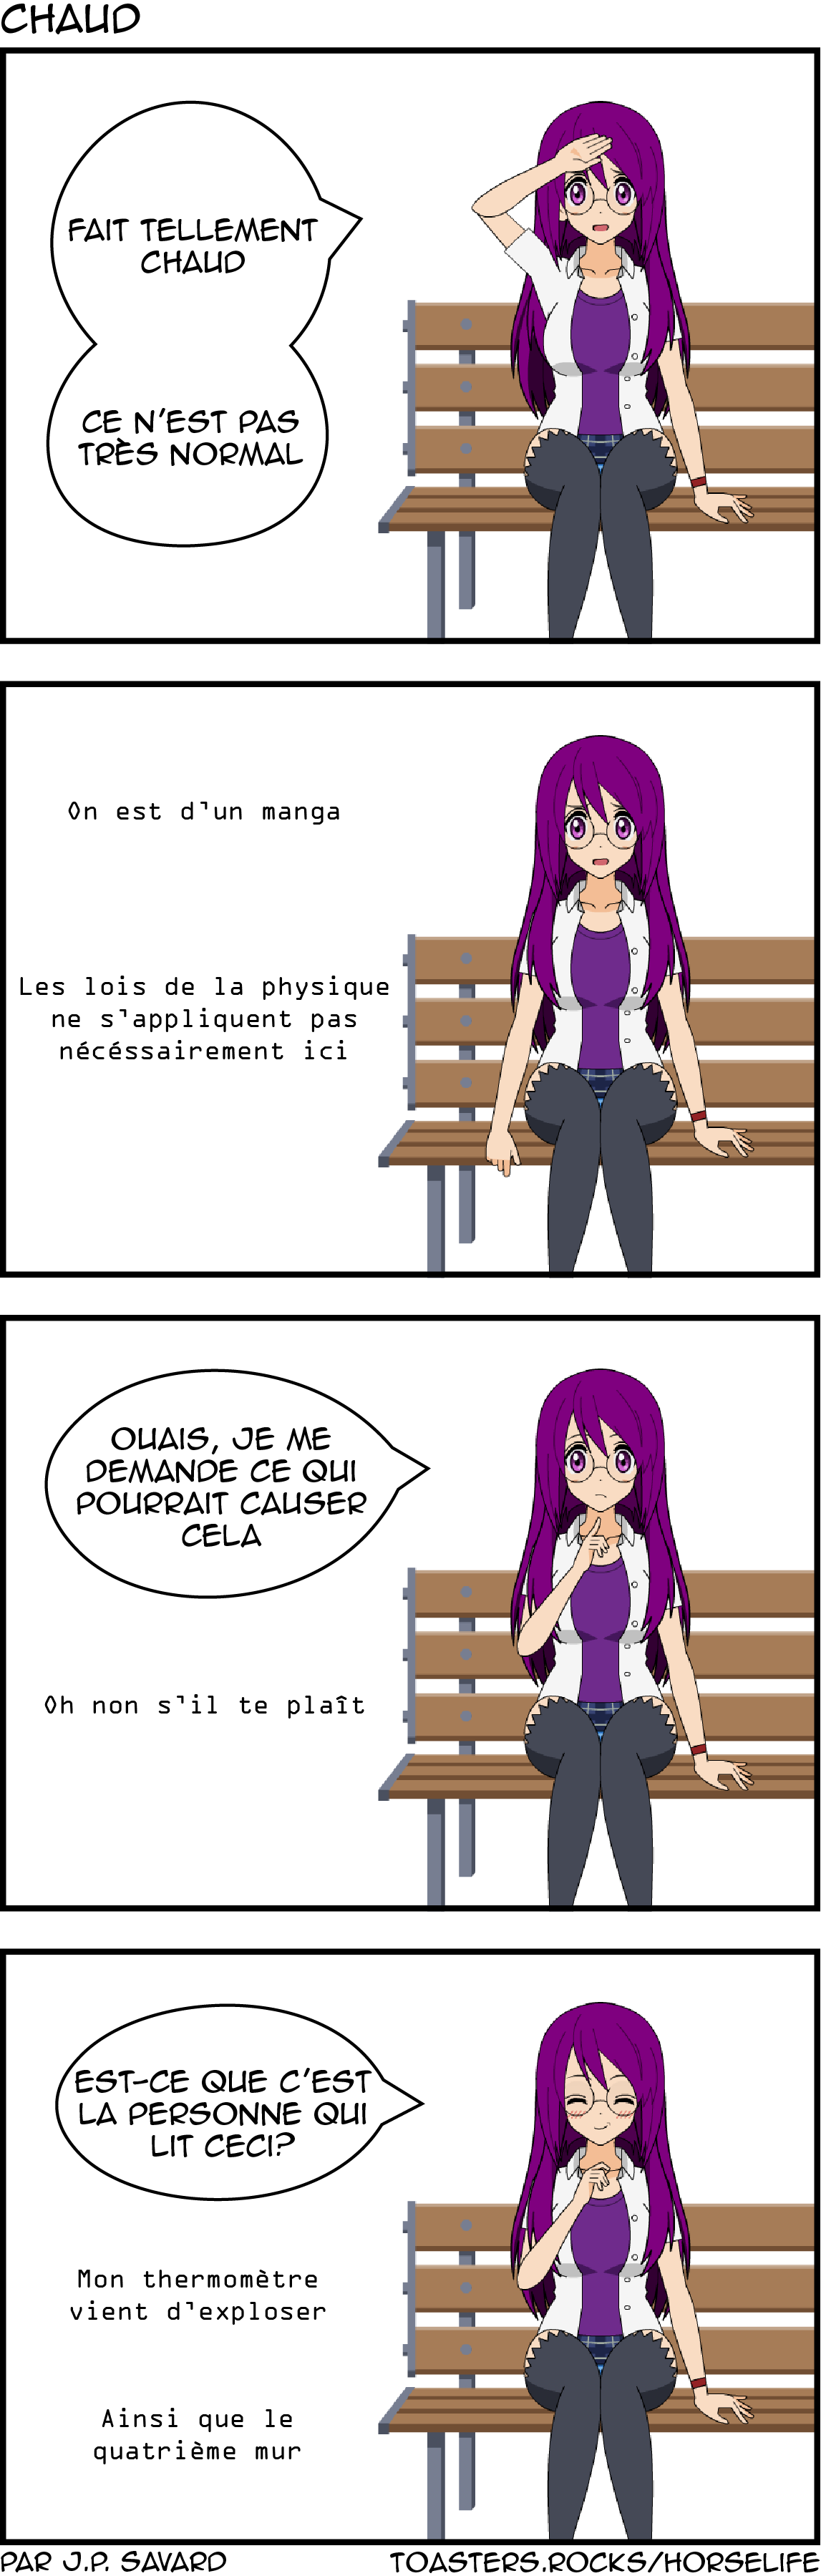 CHAUD
FAIT TELLEMENT
CHAUD
CE N'EST PAS
TRÈS NORMAL
On est d'un manga
Les lois de la physique
ne s'appliquent pas
nécéssairement ici
OUAIS, JE ME
DEMANDE CE QUI
POURRAIT CAUSER
CELA
Oh non s'il te plaît
EST-CE QUE C'EST
LA PERSONNE QUI
LIT CECI?
Mon thermomètre
vient d'exploser
Ainsi que le
quatrième mur
PAR J.P. SAVARD
TOASTERS.ROCKS/HORSELIFE